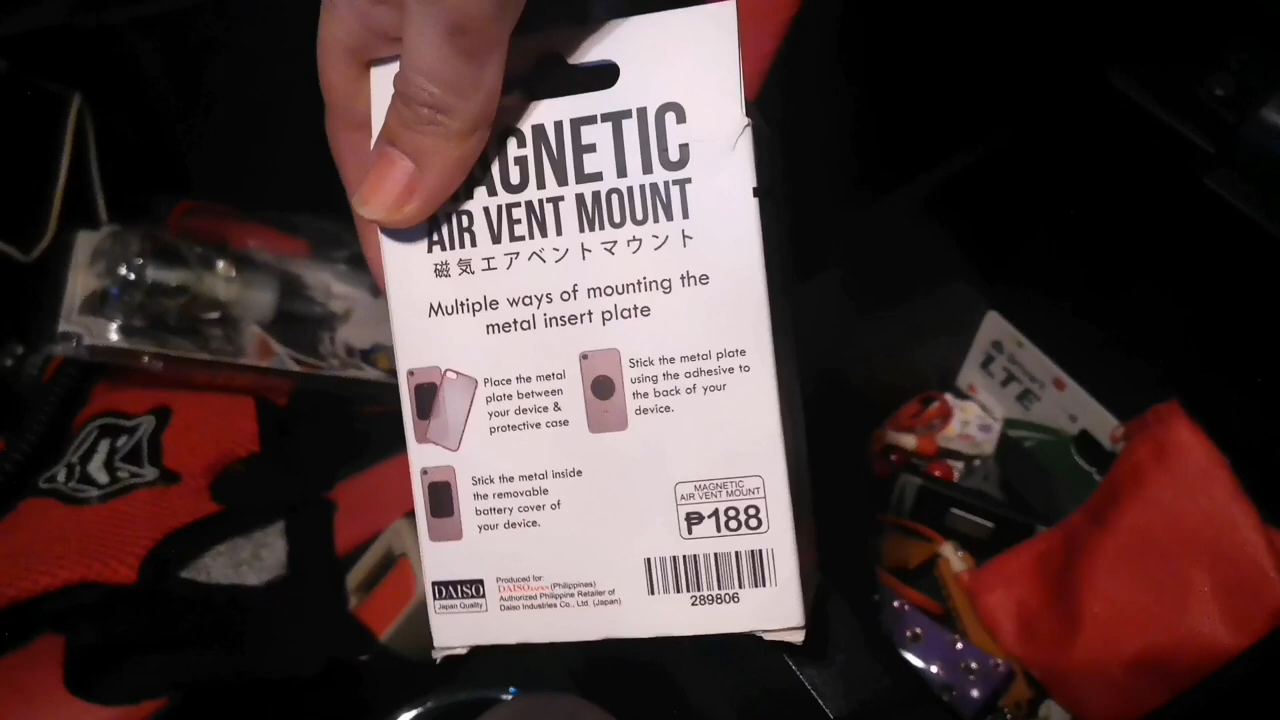 MAGNETIC
AIR VENT MOUNT
磁気エアベントマウント
Multiple ways of mounting the
metal insert plate
Place the metal
plate between
your device &
protective case
Stick the metal plate
using the adhesive to
the back of your
device.
Stick the metal inside
the removable
battery cover of
your device.
MAGNETIC
AIR VENT MOUNT
₱188
289806
DAISO
Japan Quality
Produced for:
DAISO JAPAN (Philippines)
Authorized Philippine Retailer of
Daiso Industries Co., Ltd. (Japan)
Smart
LTE